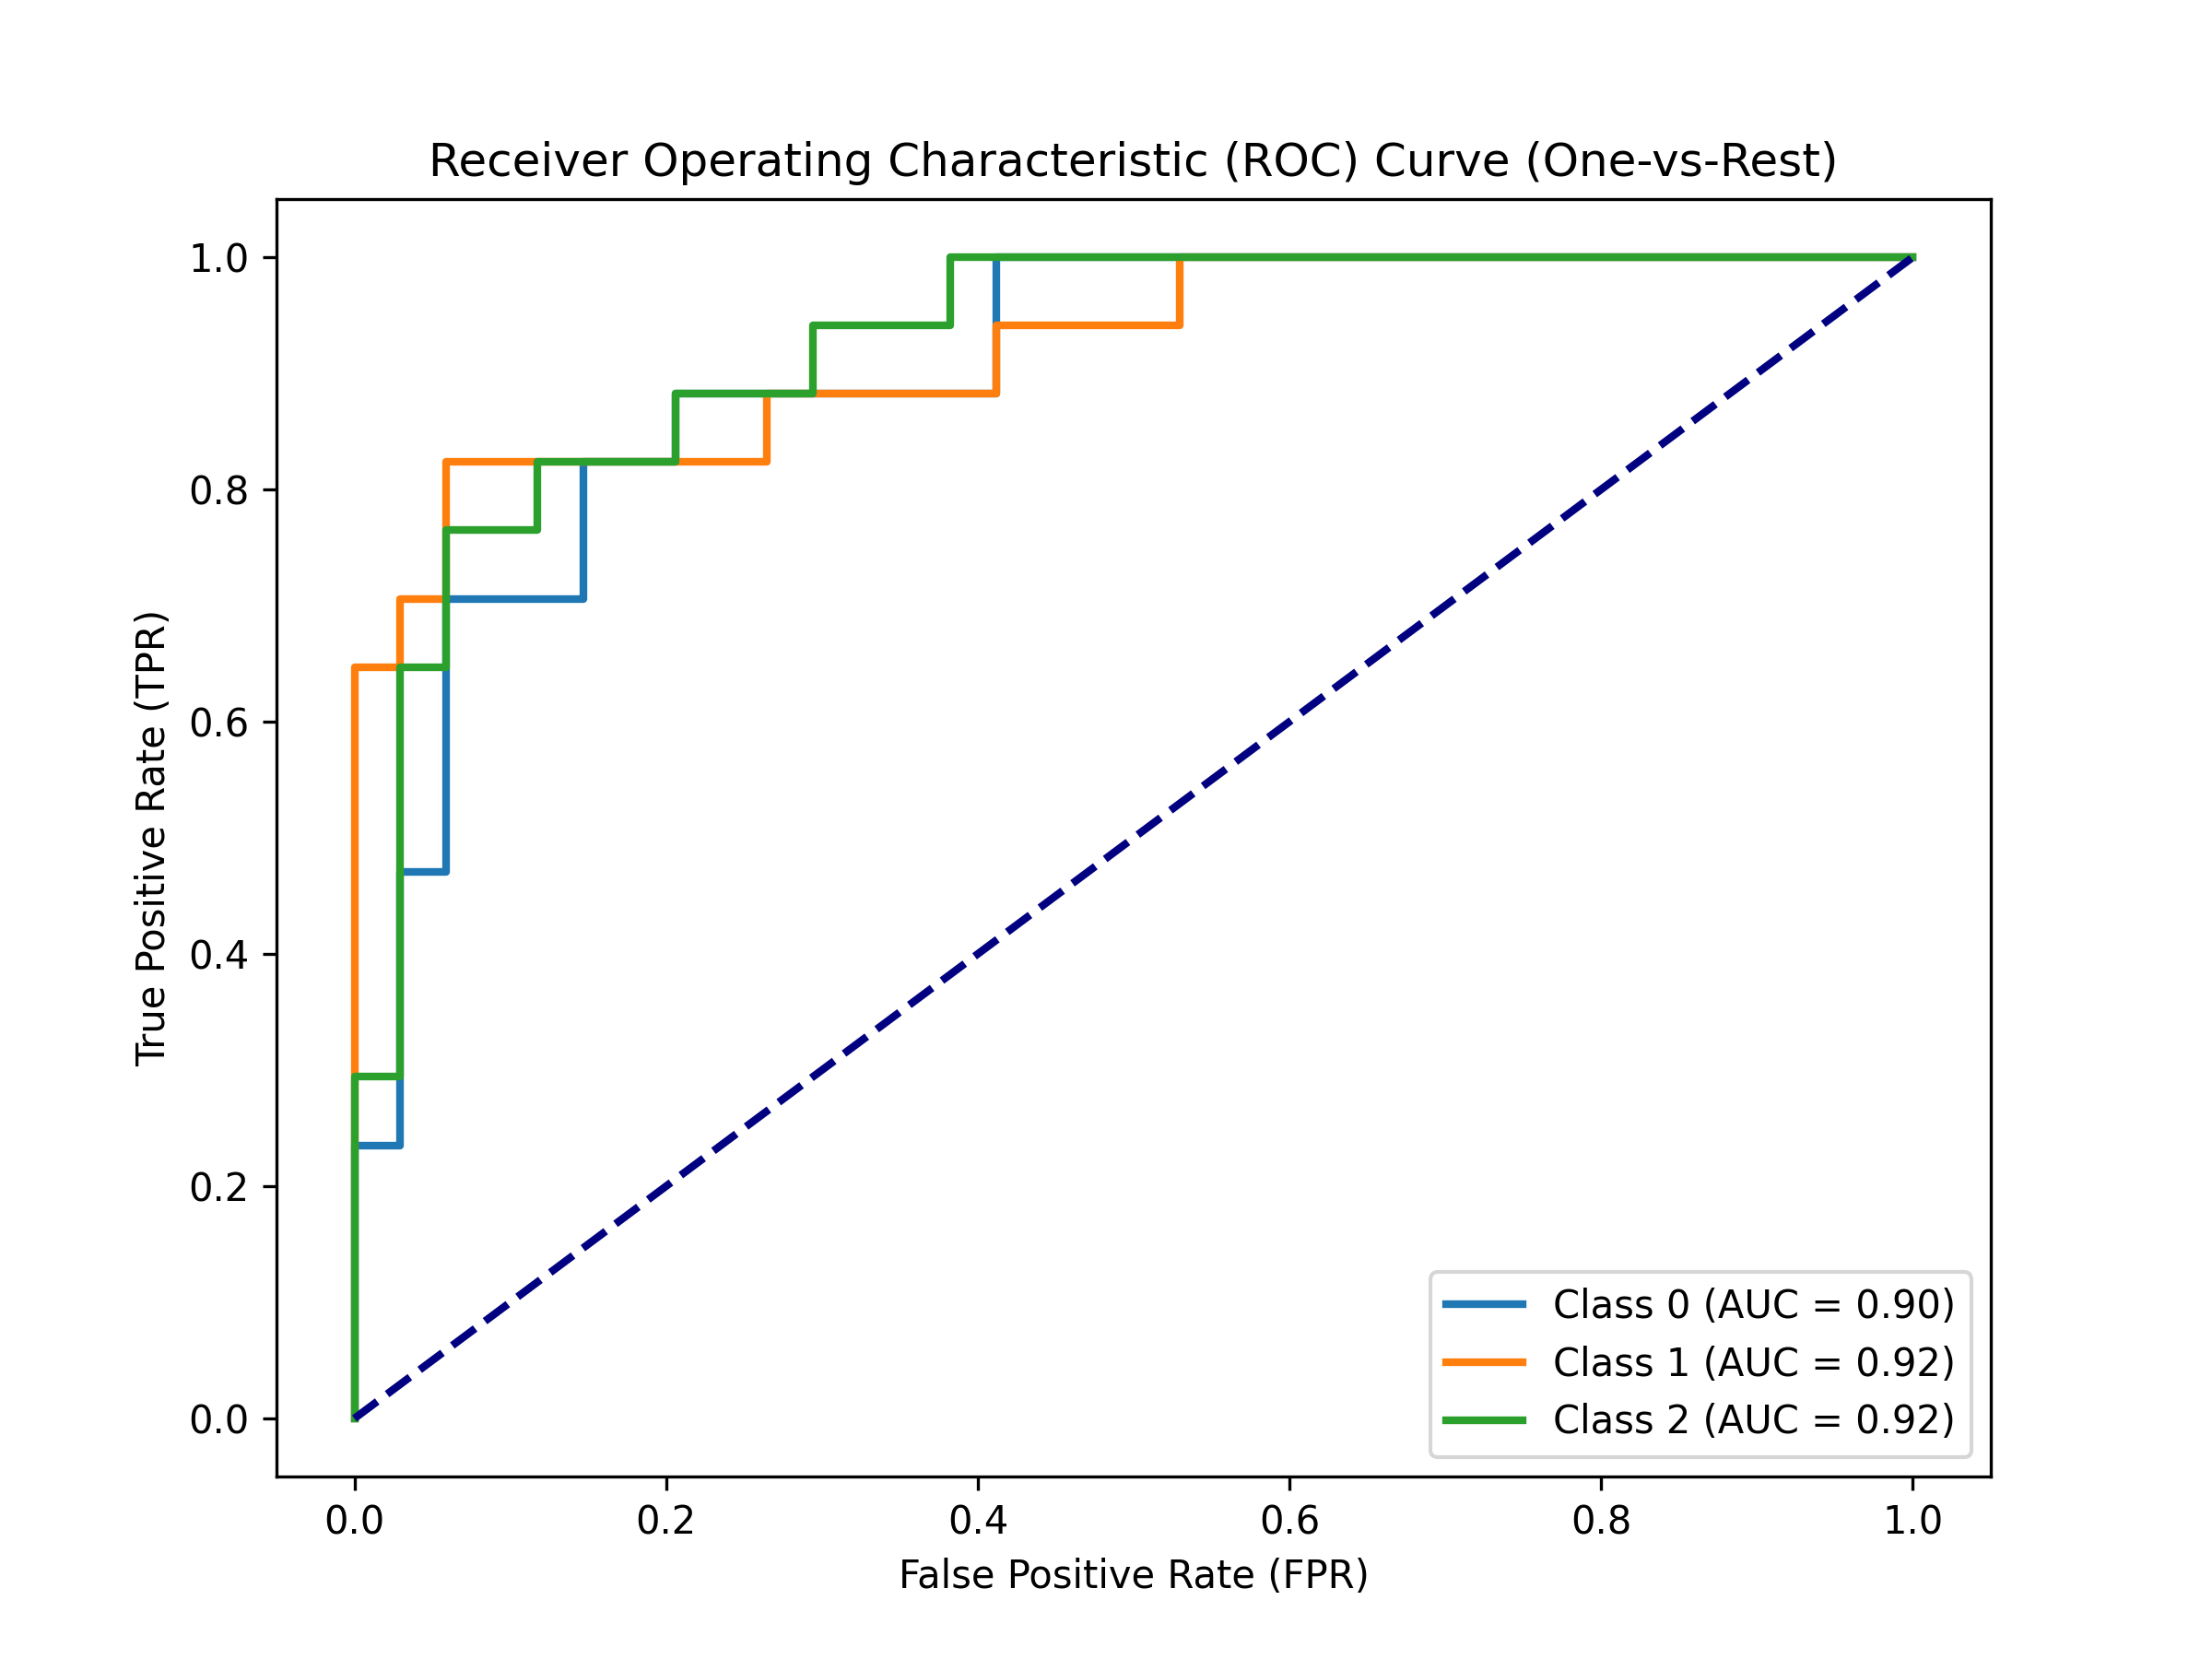 Receiver Operating Characteristic (ROC) Curve (One-vs-Rest)
True Positive Rate (TPR)
1.0
0.8
0.6
0.4
0.2
0.0
0.0 0.2 0.4 0.6 0.8 1.0
False Positive Rate (FPR)
Class 0 (AUC = 0.90)
Class 1 (AUC = 0.92)
Class 2 (AUC = 0.92)